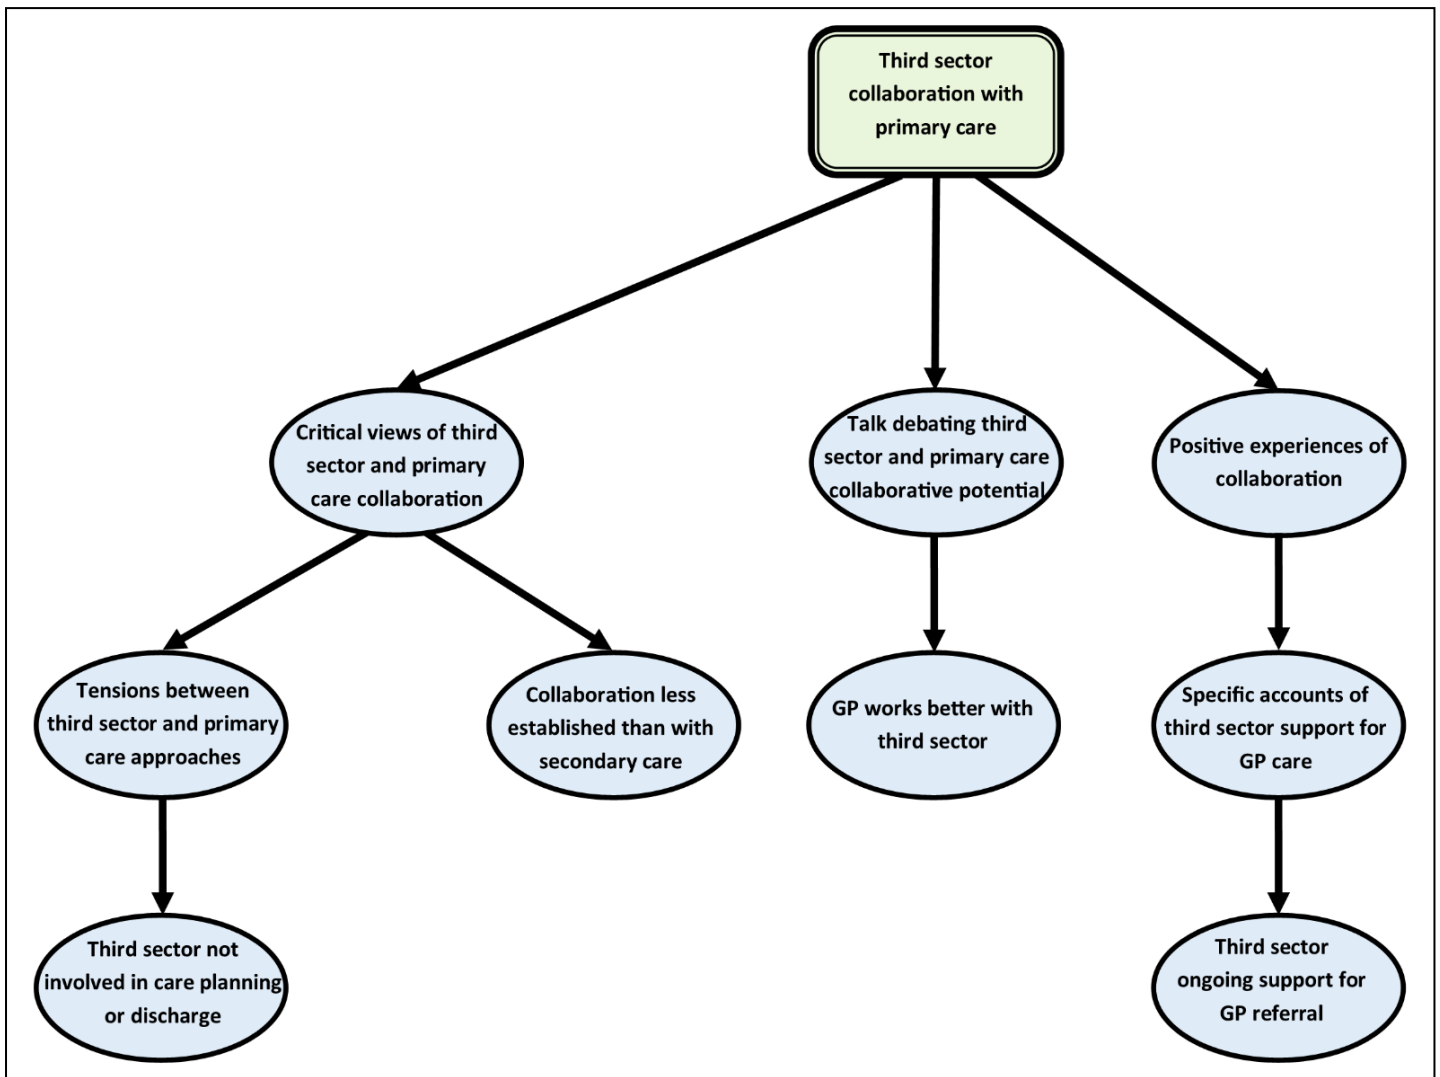 Third sector
collaboration with
primary care
Critical views of third
sector and primary
care collaboration
Talk debating third
sector and primary care
collaborative potential
Positive experiences of
collaboration
Tensions between
third sector and primary
care approaches
Collaboration less
established than with
secondary care
GP works better with
third sector
Specific accounts of
third sector support for
GP care
Third sector not
involved in care planning
or discharge
Third sector
ongoing support for
GP referral